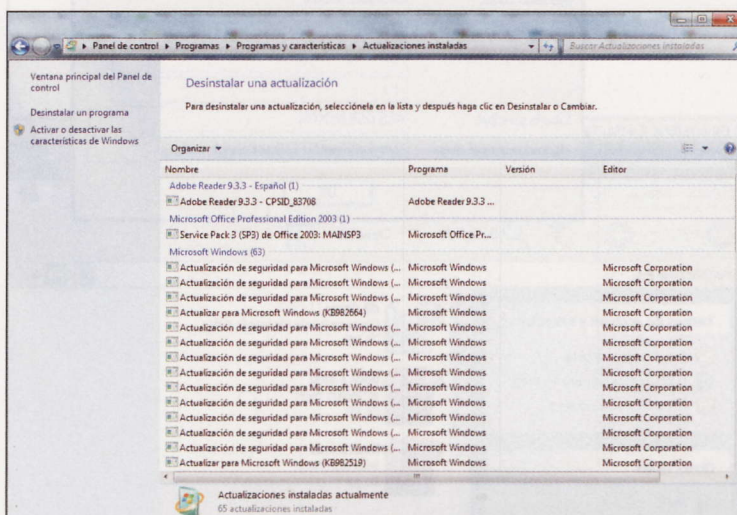 Panel de control ▸ Programas ▸ Programas y características ▸ Actualizaciones instaladas
Buscar Actualizaciones instaladas
Ventana principal del Panel de control
Desinstalar un programa
Activar o desactivar las características de Windows
Desinstalar una actualización
Para desinstalar una actualización, selecciónela en la lista y después haga clic en Desinstalar o Cambiar.
Organizar
Nombre Programa Versión Editor
Adobe Reader 9.3.3 - Español (1)
Adobe Reader 9.3.3 - CPSID_83708 Adobe Reader 9.3.3 ...
Microsoft Office Professional Edition 2003 (1)
Service Pack 3 (SP3) de Office 2003: MAINSP3 Microsoft Office Pr...
Microsoft Windows (63)
Actualización de seguridad para Microsoft Windows (... Microsoft Windows Microsoft Corporation
Actualización de seguridad para Microsoft Windows (... Microsoft Windows Microsoft Corporation
Actualización de seguridad para Microsoft Windows (... Microsoft Windows Microsoft Corporation
Actualizar para Microsoft Windows (KB982664) Microsoft Windows Microsoft Corporation
Actualización de seguridad para Microsoft Windows (... Microsoft Windows Microsoft Corporation
Actualización de seguridad para Microsoft Windows (... Microsoft Windows Microsoft Corporation
Actualización de seguridad para Microsoft Windows (... Microsoft Windows Microsoft Corporation
Actualización de seguridad para Microsoft Windows (... Microsoft Windows Microsoft Corporation
Actualización de seguridad para Microsoft Windows (... Microsoft Windows Microsoft Corporation
Actualización de seguridad para Microsoft Windows (... Microsoft Windows Microsoft Corporation
Actualización de seguridad para Microsoft Windows (... Microsoft Windows Microsoft Corporation
Actualización de seguridad para Microsoft Windows (... Microsoft Windows Microsoft Corporation
Actualización de seguridad para Microsoft Windows (... Microsoft Windows Microsoft Corporation
Actualizar para Microsoft Windows (KB982519) Microsoft Windows Microsoft Corporation
Actualizaciones instaladas actualmente
65 actualizaciones instaladas